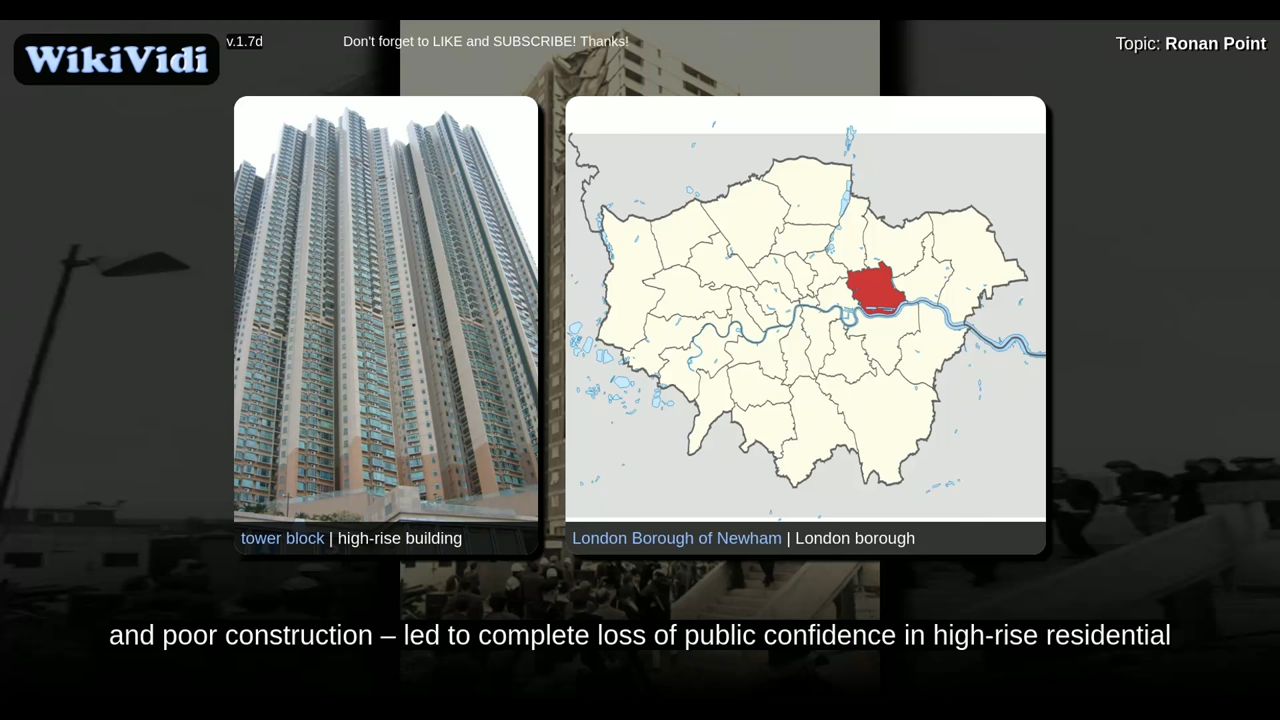 WikiVidi
v.1.7d
Don't forget to LIKE and SUBSCRIBE! Thanks!
Topic: Ronan Point
tower block | high-rise building
London Borough of Newham | London borough
and poor construction – led to complete loss of public confidence in high-rise residential